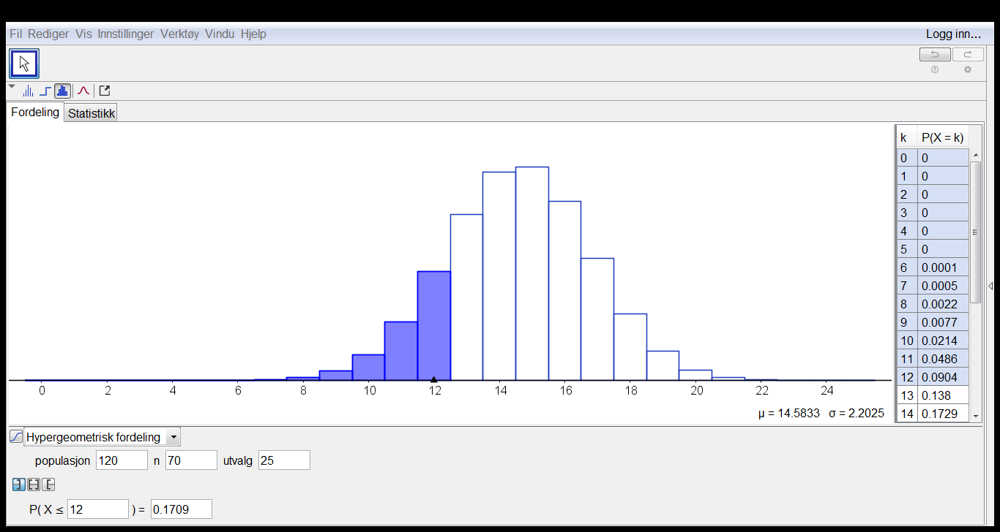 Fil Rediger Vis Innstillinger Verktøy Vindu Hjelp Logg inn...
Fordeling Statistikk
k P(X = k)
0 0
1 0
2 0
3 0
4 0
5 0
6 0.0001
7 0.0005
8 0.0022
9 0.0077
10 0.0214
11 0.0486
12 0.0904
13 0.138
14 0.1729
0 2 4 6 8 10 12 14 16 18 20 22 24
μ = 14.5833 σ = 2.2025
Hypergeometrisk fordeling
populasjon 120 n 70 utvalg 25
P( X ≤ 12 ) = 0.1709